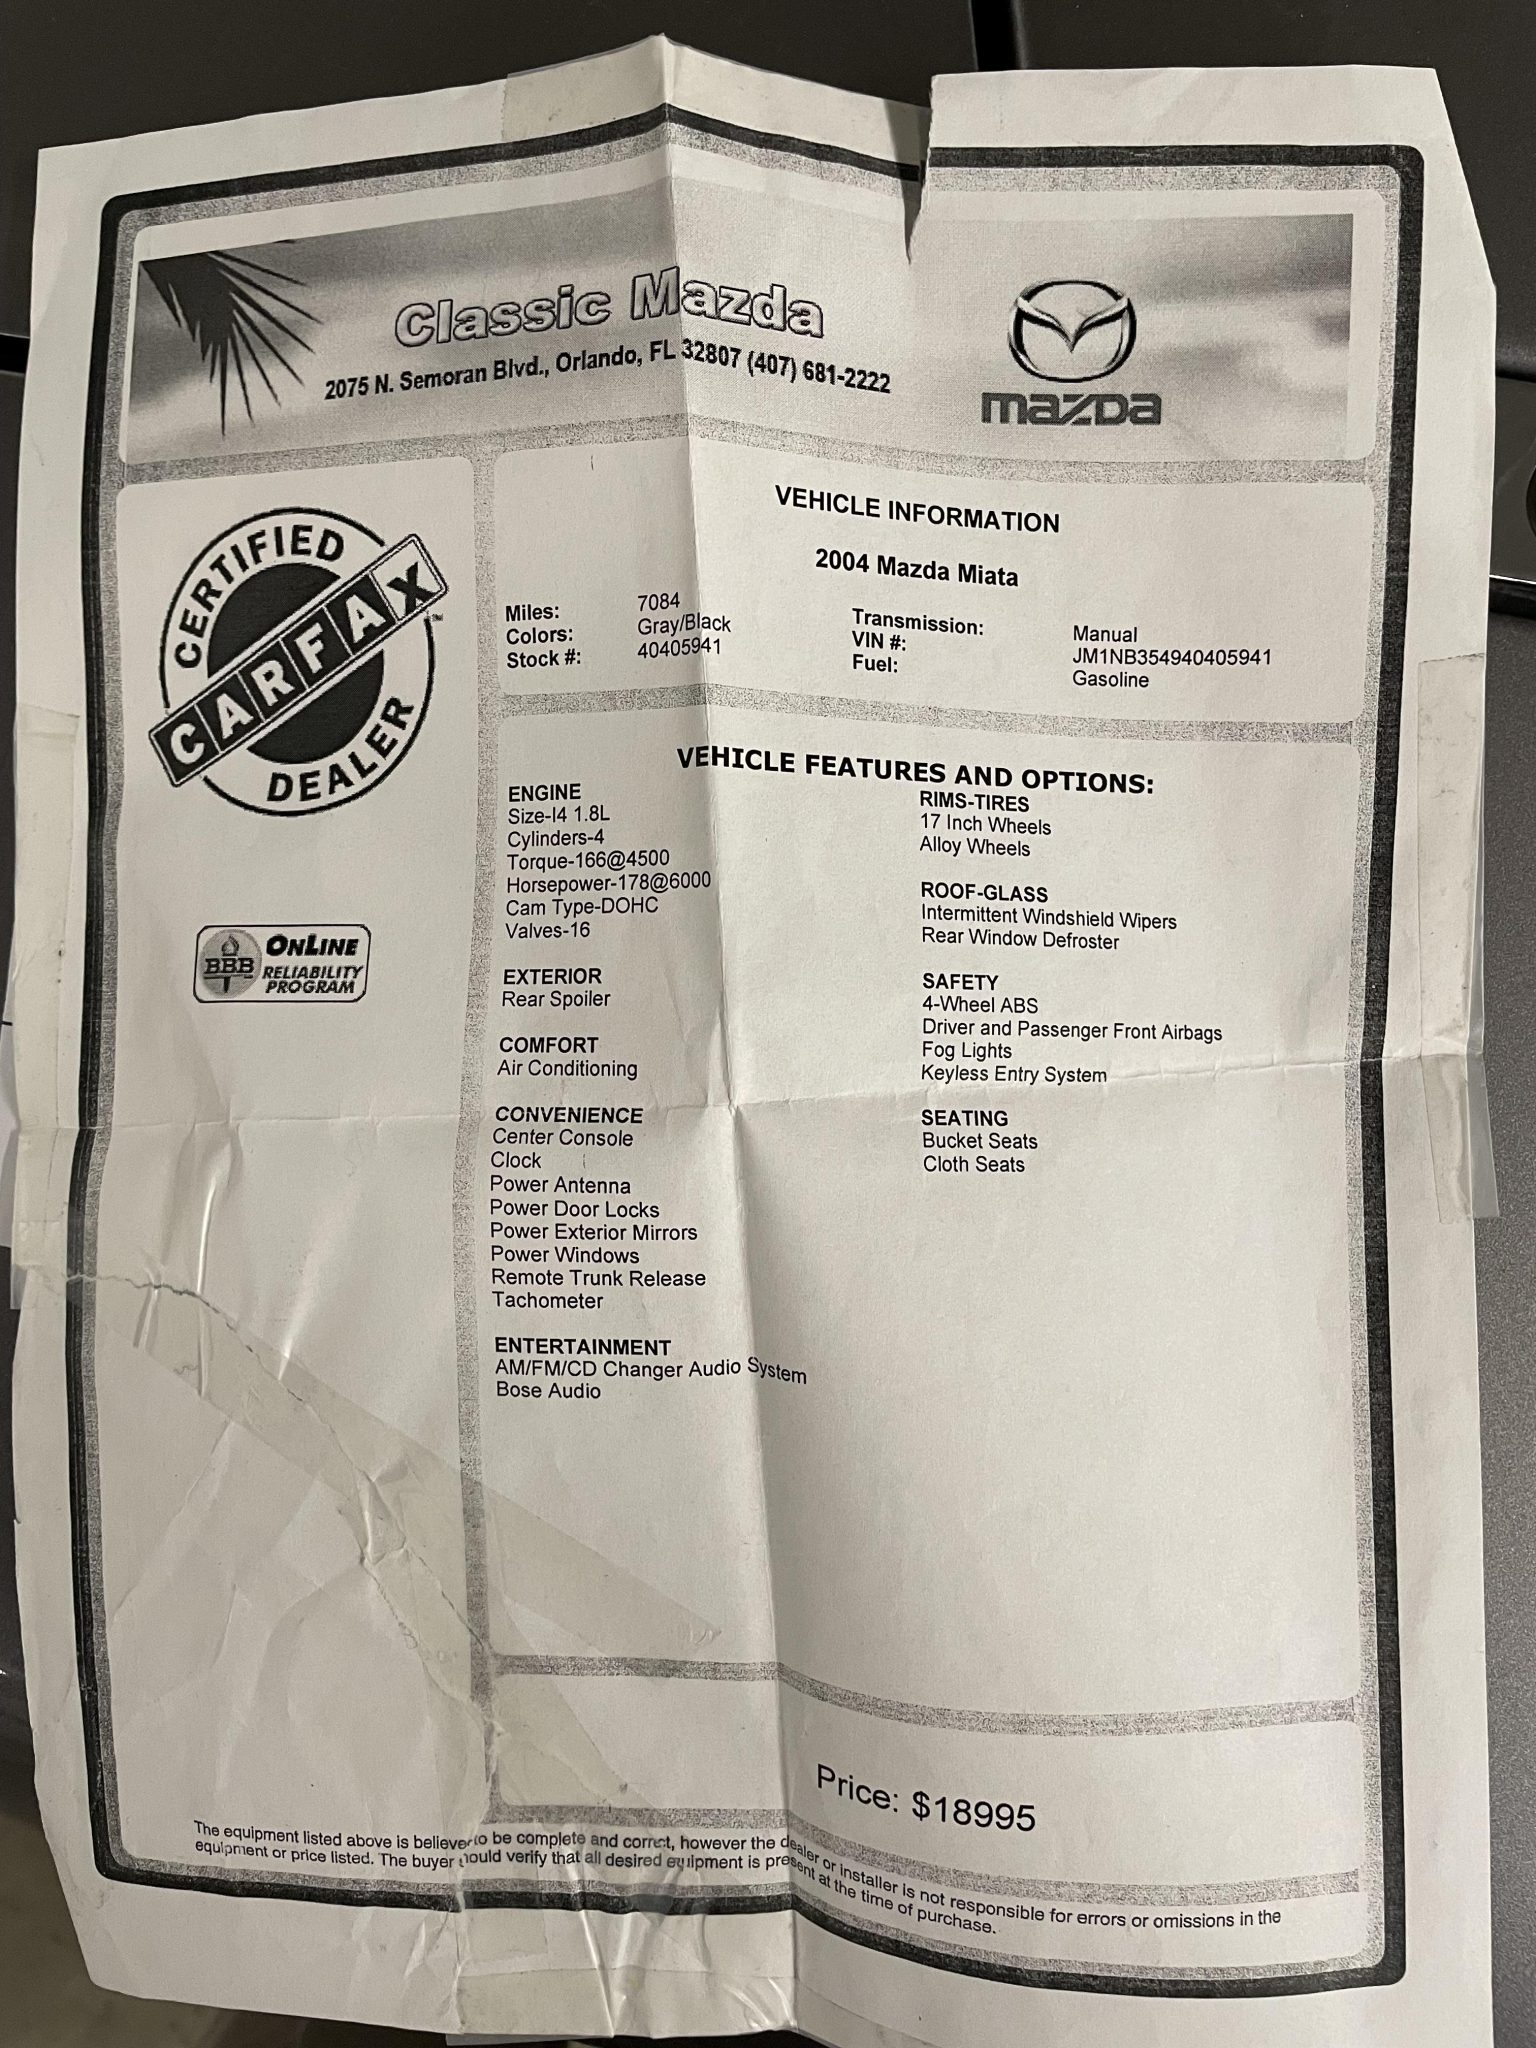 Classic Mazda
2075 N. Semoran Blvd., Orlando, FL 32807 (407) 681-2222
mazDa
CERTIFIED
CARFAX
DEALER
BBB OnLine
RELIABILITY
PROGRAM
VEHICLE INFORMATION
2004 Mazda Miata
Miles: 7084 Transmission: Manual
Colors: Gray/Black VIN #: JM1NB354940405941
Stock #: 40405941 Fuel: Gasoline
VEHICLE FEATURES AND OPTIONS:
ENGINE
Size-I4 1.8L
Cylinders-4
Torque-166@4500
Horsepower-178@6000
Cam Type-DOHC
Valves-16
EXTERIOR
Rear Spoiler
COMFORT
Air Conditioning
CONVENIENCE
Center Console
Clock
Power Antenna
Power Door Locks
Power Exterior Mirrors
Power Windows
Remote Trunk Release
Tachometer
ENTERTAINMENT
AM/FM/CD Changer Audio System
Bose Audio
RIMS-TIRES
17 Inch Wheels
Alloy Wheels
ROOF-GLASS
Intermittent Windshield Wipers
Rear Window Defroster
SAFETY
4-Wheel ABS
Driver and Passenger Front Airbags
Fog Lights
Keyless Entry System
SEATING
Bucket Seats
Cloth Seats
Price: $18995
The equipment listed above is believe to be complete and correct, however the dealer or installer is not responsible for errors or omissions in the
equipment or price listed. The buyer hould verify that all desired equipment is present at the time of purchase.